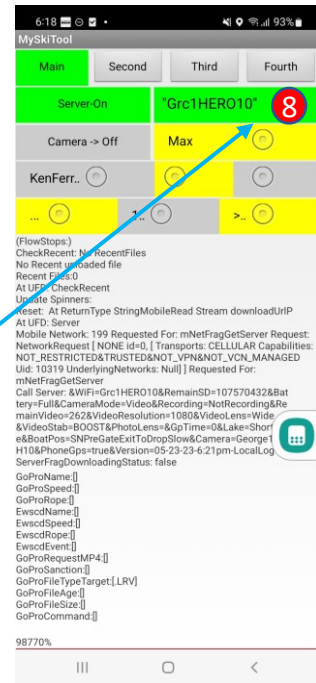 6:18 93%
MySkiTool
Main Second Third Fourth
Server-On "Grc1HERO10" 8
Camera -> Off Max
KenFerr..
... 1.. >..
(FlowStops:)
CheckRecent: No RecentFiles
No Recent uploaded file
Recent Files:0
At UFD: CheckRecent
Update Spinners:
Reset: At ReturnType StringMobileRead Stream downloadUrlP
At UFD: Server
Mobile Network: 199 Requested For: mNetFragGetServer Request:
NetworkRequest [ NONE id=0, [ Transports: CELLULAR Capabilities:
NOT_RESTRICTED&TRUSTED&NOT_VPN&NOT_VCN_MANAGED
Uid: 10319 UnderlyingNetworks: Null] ] Requested For:
mNetFragGetServer
Call Server: &WiFi=Grc1HERO10&RemainSD=107570432&Bat
tery=Full&CameraMode=Video&Recording=NotRecording&Re
mainVideo=262&VideoResolution=1080&VideoLens=Wide
&VideoStab=BOOST&PhotoLens=&GpTime=0&Lake=Shor
e&BoatPos=SNPreGateExitToDropSlow&Camera=GeorgeT
H10&PhoneGps=true&Version=05-23-23-6:21pm-LocalLog
ServerFragDownloadingStatus: false
GoProName:[]
GoProSpeed:[]
GoProRope:[]
EwscdName:[]
EwscdSpeed:[]
EwscdRope:[]
EwscdEvent:[]
GoProRequestMP4:[]
GoProSanction:[]
GoProFileTypeTarget:[.LRV]
GoProFileAge:[]
GoProFileSize:[]
GoProCommand:[]
98770%